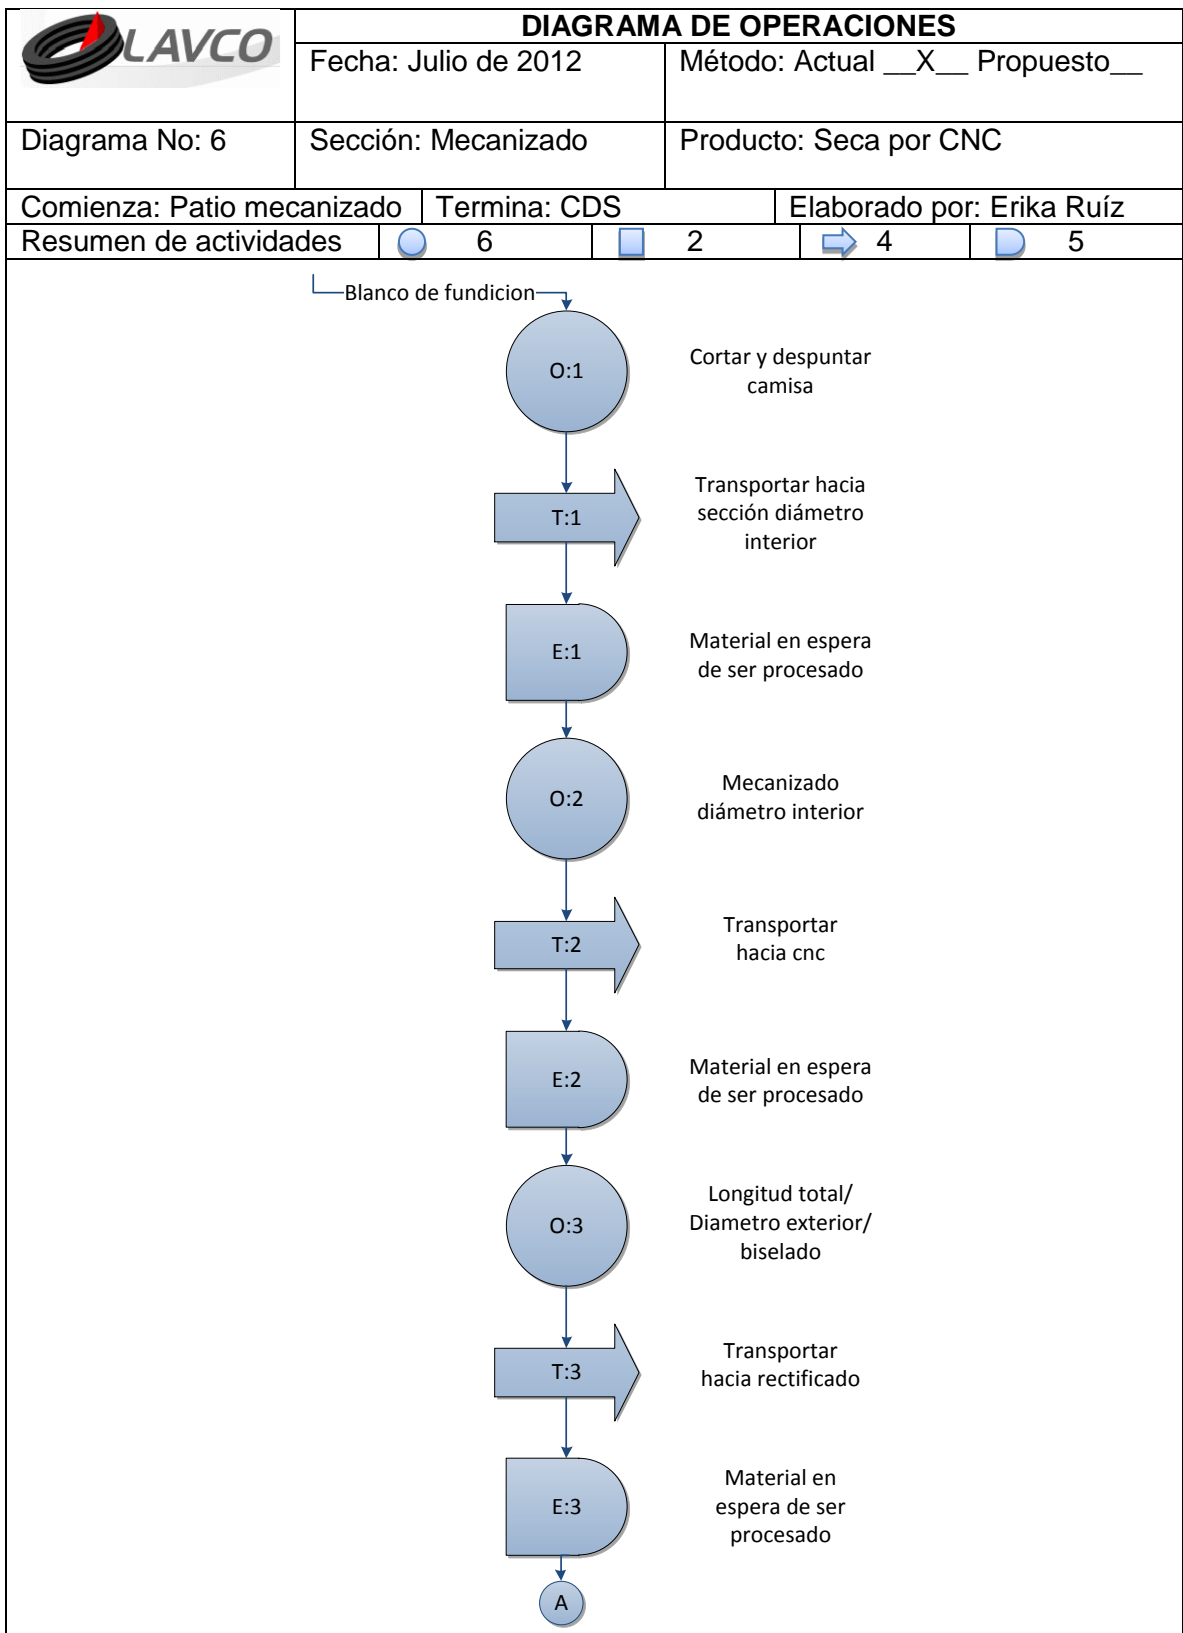 LAVCO
DIAGRAMA DE OPERACIONES
Fecha: Julio de 2012
Método: Actual __X__ Propuesto__
Diagrama No: 6
Sección: Mecanizado
Producto: Seca por CNC
Comienza: Patio mecanizado
Termina: CDS
Elaborado por: Erika Ruíz
Resumen de actividades
6
2
4
5
Blanco de fundicion
O:1
Cortar y despuntar
camisa
T:1
Transportar hacia
sección diámetro
interior
E:1
Material en espera
de ser procesado
O:2
Mecanizado
diámetro interior
T:2
Transportar
hacia cnc
E:2
Material en espera
de ser procesado
O:3
Longitud total/
Diametro exterior/
biselado
T:3
Transportar
hacia rectificado
E:3
Material en
espera de ser
procesado
A